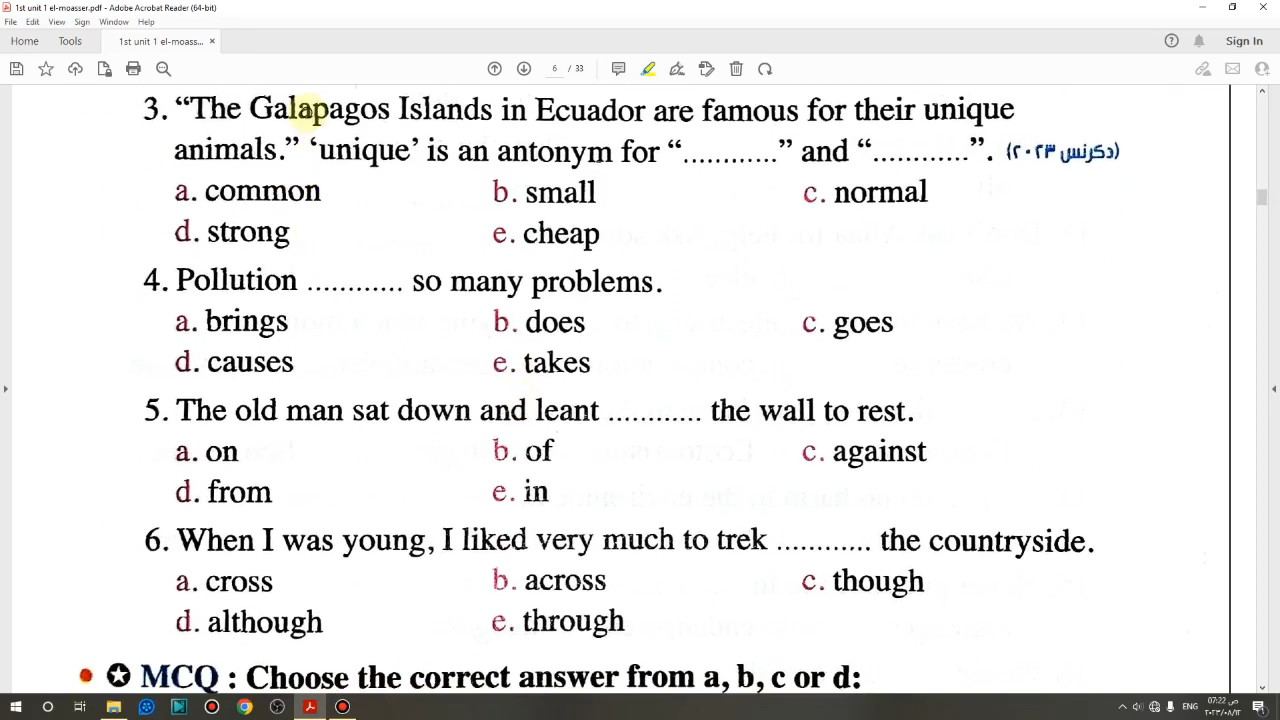 1st unit 1 el-moasser.pdf - Adobe Acrobat Reader (64-bit)
File Edit View Sign Window Help
Home Tools 1st unit 1 el-moass... × Sign In
6 / 33
3. “The Galapagos Islands in Ecuador are famous for their unique
animals.” ‘unique’ is an antonym for “............” and “............”. (دكرنس ٢٠٢٣)
a. common b. small c. normal
d. strong e. cheap
4. Pollution ............ so many problems.
a. brings b. does c. goes
d. causes e. takes
5. The old man sat down and leant ............ the wall to rest.
a. on b. of c. against
d. from e. in
6. When I was young, I liked very much to trek ............ the countryside.
a. cross b. across c. though
d. although e. through
MCQ : Choose the correct answer from a, b, c or d:
ENG 07:22 ص
٢٠٢٣/٠٨/١٢